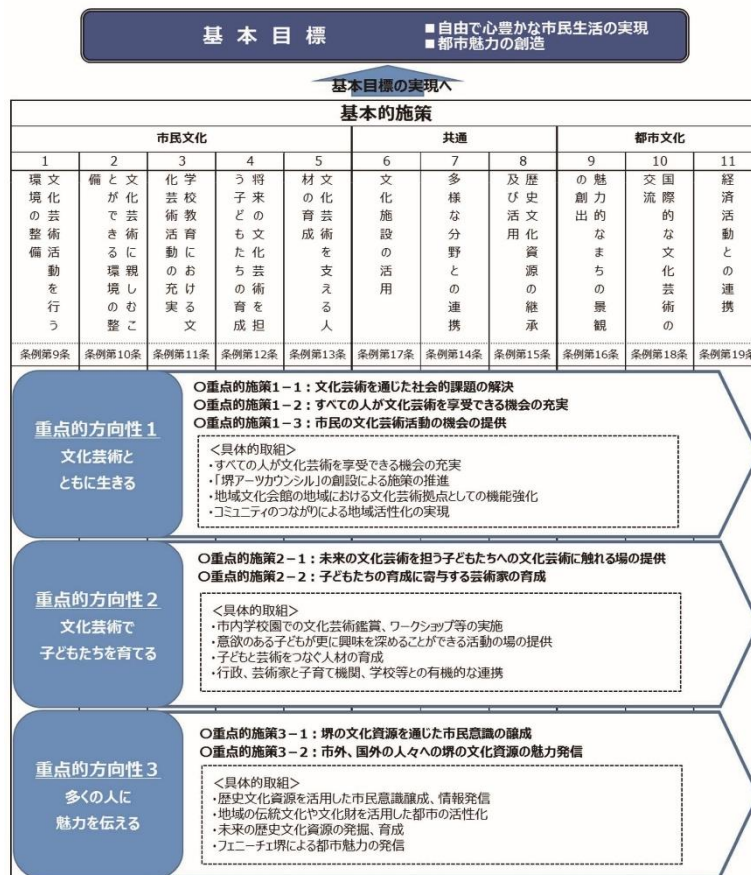 基本目標
■自由で心豊かな市民生活の実現
■都市魅力の創造
基本目標の実現へ
基本的施策
市民文化
共通
都市文化
1
2
3
4
5
6
7
8
9
10
11
文化芸術活動を行う
環境の整備
文化芸術に親しむこ
とができる環境の整
備
学校教育における文
化芸術活動の充実
将来の文化芸術を担
う子どもたちの育成
文化芸術を支える人
材の育成
文化施設の活用
多様な分野との連携
歴史文化資源の継承
及び活用
魅力的なまちの景観
の創出
国際的な文化芸術の
交流
経済活動との連携
条例第9条
条例第10条
条例第11条
条例第12条
条例第13条
条例第17条
条例第14条
条例第15条
条例第16条
条例第18条
条例第19条
重点的方向性1
文化芸術と
ともに生きる
○重点的施策1-1：文化芸術を通じた社会的課題の解決
○重点的施策1-2：すべての人が文化芸術を享受できる機会の充実
○重点的施策1-3：市民の文化芸術活動の機会の提供
＜具体的取組＞
・すべての人が文化芸術を享受できる機会の充実
・「堺アーツカウンシル」の創設による施策の推進
・地域文化会館の地域における文化芸術拠点としての機能強化
・コミュニティのつながりによる地域活性化の実現
重点的方向性2
文化芸術で
子どもたちを育てる
○重点的施策2-1：未来の文化芸術を担う子どもたちへの文化芸術に触れる場の提供
○重点的施策2-2：子どもたちの育成に寄与する芸術家の育成
＜具体的取組＞
・市内学校園での文化芸術鑑賞、ワークショップ等の実施
・意欲のある子どもが更に興味を深めることができる活動の場の提供
・子どもと芸術をつなぐ人材の育成
・行政、芸術家と子育て機関、学校等との有機的な連携
重点的方向性3
多くの人に
魅力を伝える
○重点的施策3-1：堺の文化資源を通じた市民意識の醸成
○重点的施策3-2：市外、国外の人々への堺の文化資源の魅力発信
＜具体的取組＞
・歴史文化資源を活用した市民意識醸成、情報発信
・地域の伝統文化や文化財を活用した都市の活性化
・未来の歴史文化資源の発掘、育成
・フェニーチェ堺による都市魅力の発信